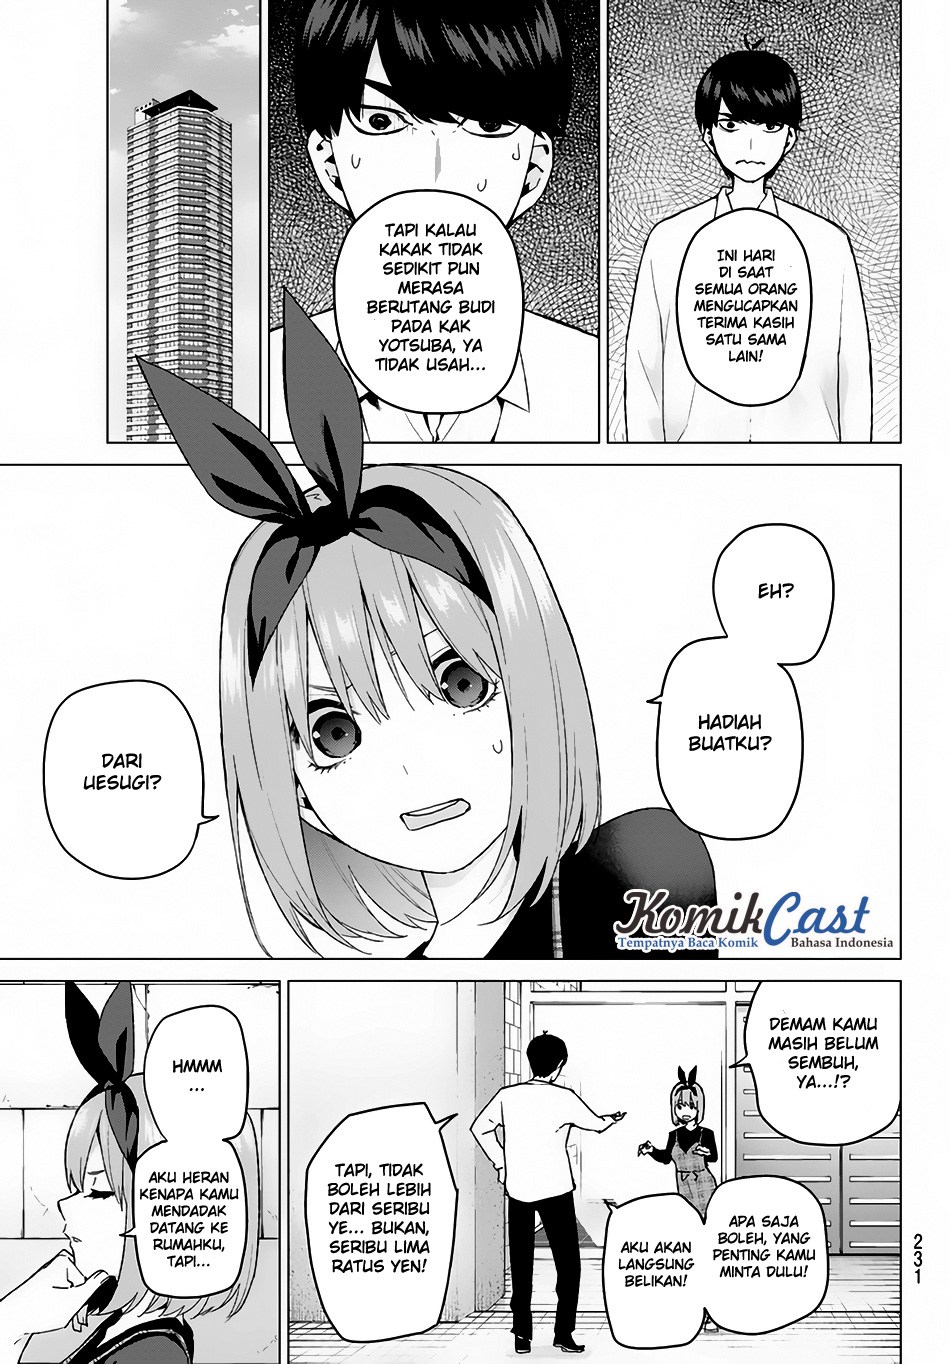 INI HARI
DI SAAT
SEMUA ORANG
MENGUCAPKAN
TERIMA KASIH
SATU SAMA
LAIN!
TAPI KALAU
KAKAK TIDAK
SEDIKIT PUN
MERASA
BERUTANG BUDI
PADA KAK
YOTSUBA, YA
TIDAK USAH...
EH?
HADIAH
BUATKU?
DARI
UESUGI?
KomikCast
Tempatnya Baca Komik Bahasa Indonesia
DEMAM KAMU
MASIH BELUM
SEMBUH,
YA...!?
APA SAJA
BOLEH, YANG
PENTING KAMU
MINTA DULU!
AKU AKAN
LANGSUNG
BELIKAN!
TAPI, TIDAK
BOLEH LEBIH
DARI SERIBU
YE... BUKAN,
SERIBU LIMA
RATUS YEN!
HMMM
...
AKU HERAN
KENAPA KAMU
MENDADAK
DATANG KE
RUMAHKU,
TAPI...
231